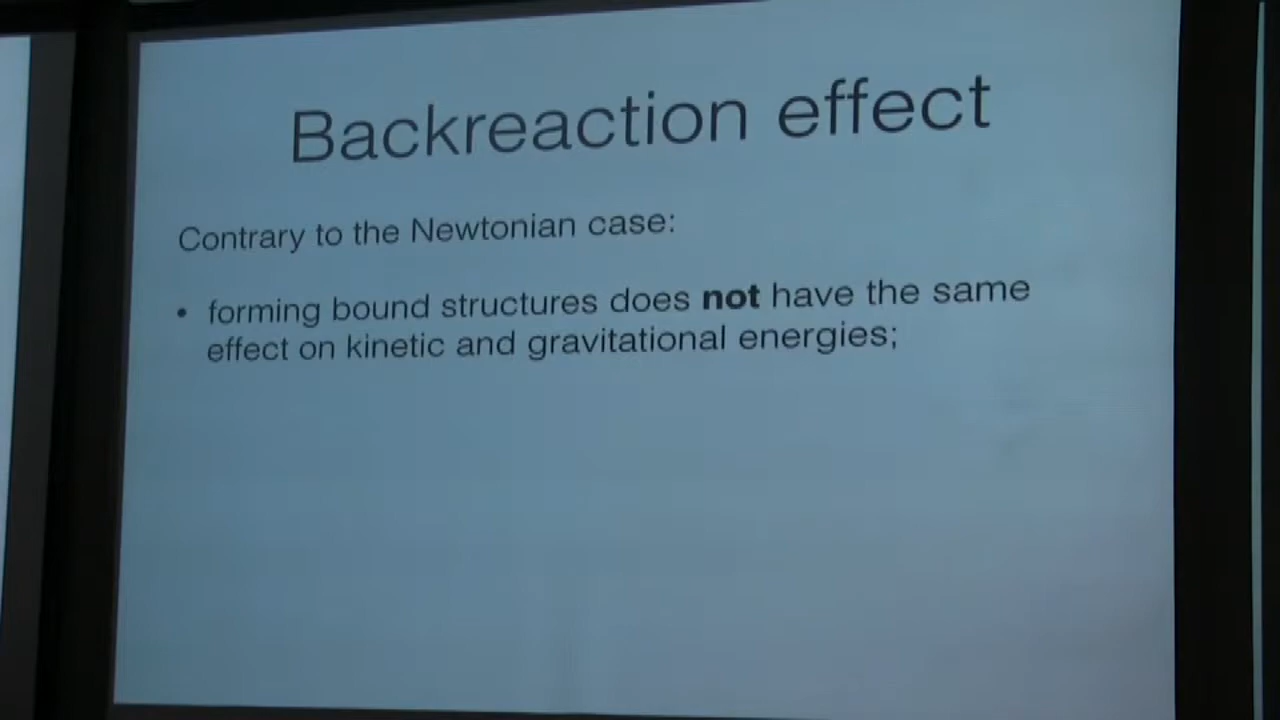 Backreaction effect
Contrary to the Newtonian case:
• forming bound structures does not have the same
effect on kinetic and gravitational energies;